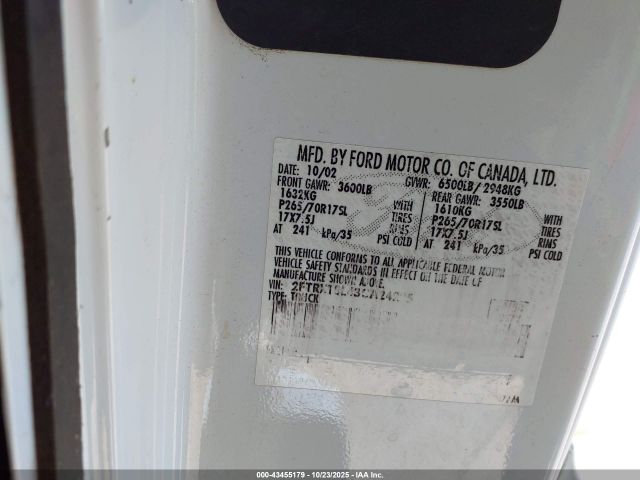 MFD. BY FORD MOTOR CO. OF CANADA, LTD.
DATE: 10/02 GVWR: 6500LB/ 2948KG
FRONT GAWR: 3600LB REAR GAWR: 3550LB
1632KG WITH 1610KG WITH
P265/70R17SL TIRES P265/70R17SL TIRES
17X7.5J RIMS 17X7.5J RIMS
AT 241 kPa/35 PSI COLD AT 241 kPa/35 PSI COLD
THIS VEHICLE CONFORMS TO ALL APPLICABLE FEDERAL MOTOR
VEHICLE SAFETY STANDARDS IN EFFECT ON THE DATE OF
MANUFACTURE SHOWN ABOVE.
VIN:
TYPE: TRUCK
000-43455179 | 10/23/2025 - IAA Inc.